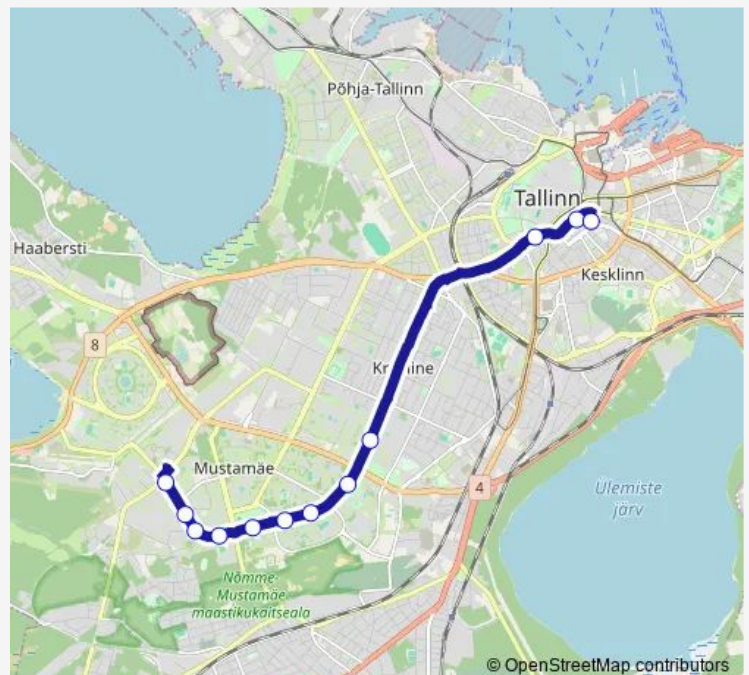 Põhja-Tallinn
Tallinn
Haabersti
Kesklinn
8
Mustamäe
4
Ülemiste
järv
Nõmme-
Mustamäe
maastikukaitseala
© OpenStreetMap contributors